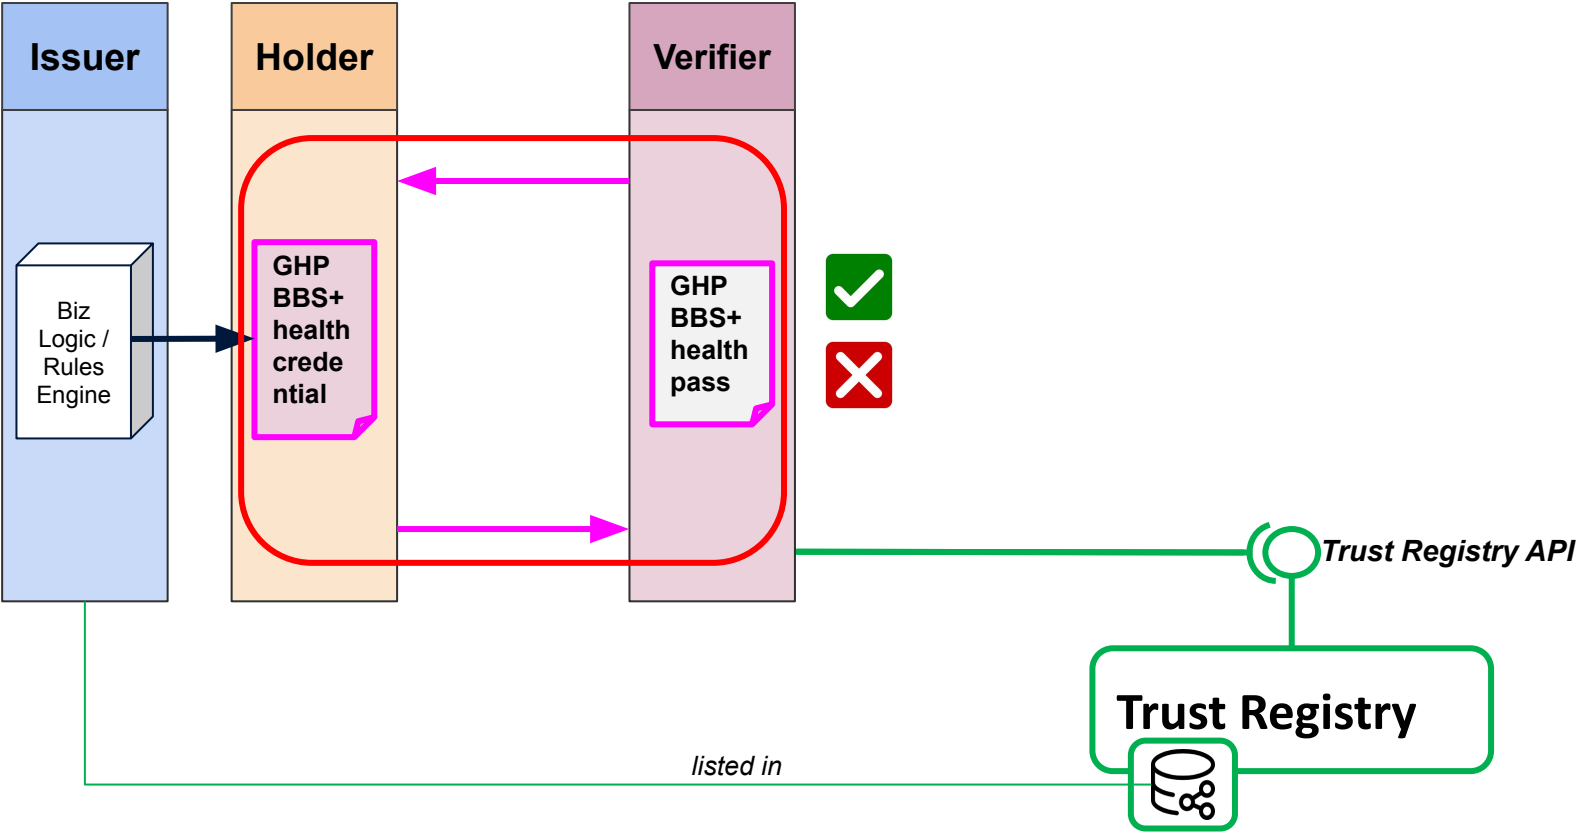 Issuer
Holder
Verifier
Biz
Logic /
Rules
Engine
GHP
BBS+
health
crede
ntial
GHP
BBS+
health
pass
Trust Registry API
Trust Registry
listed in